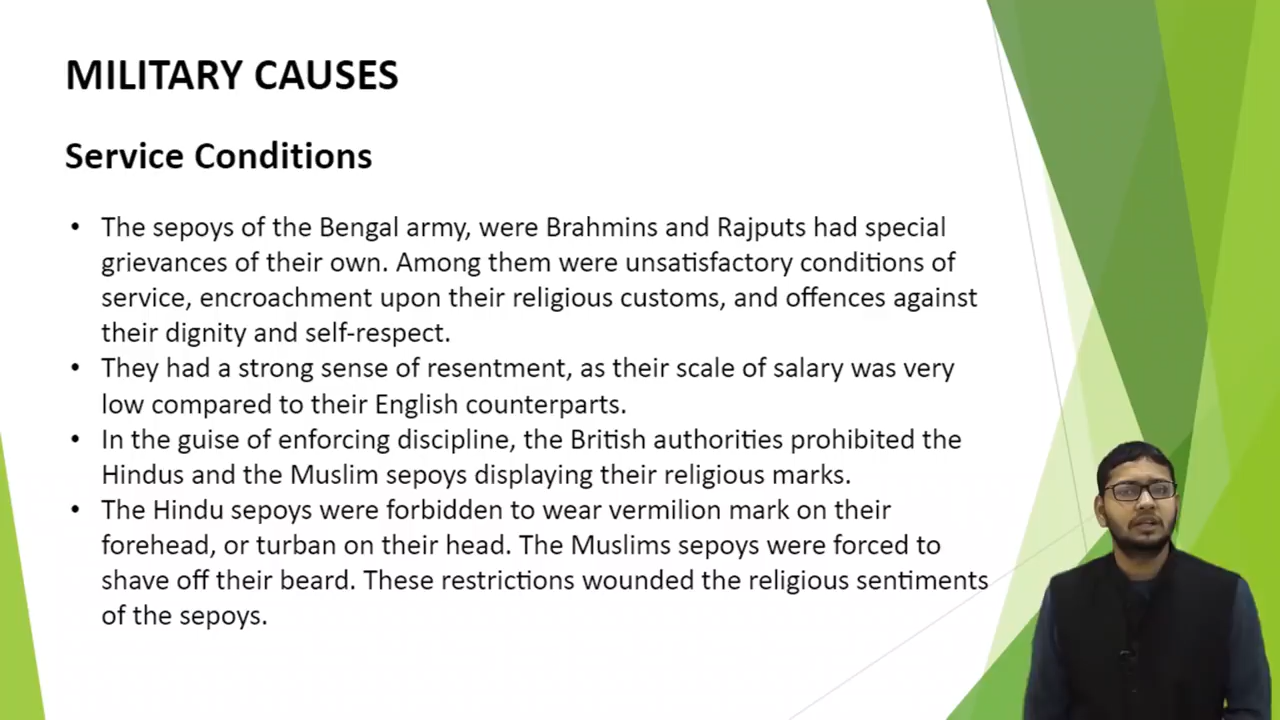 MILITARY CAUSES
Service Conditions
• The sepoys of the Bengal army, were Brahmins and Rajputs had special
grievances of their own. Among them were unsatisfactory conditions of
service, encroachment upon their religious customs, and offences against
their dignity and self-respect.
• They had a strong sense of resentment, as their scale of salary was very
low compared to their English counterparts.
• In the guise of enforcing discipline, the British authorities prohibited the
Hindus and the Muslim sepoys displaying their religious marks.
• The Hindu sepoys were forbidden to wear vermilion mark on their
forehead, or turban on their head. The Muslims sepoys were forced to
shave off their beard. These restrictions wounded the religious sentiments
of the sepoys.